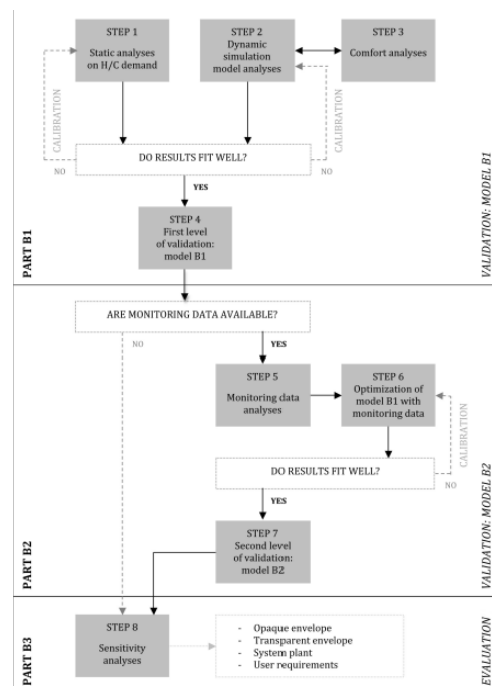 STEP 1
Static analyses
on H/C demand
STEP 2
Dynamic
simulation
model analyses
STEP 3
Comfort analyses
CALIBRATION
CALIBRATION
DO RESULTS FIT WELL?
NO
NO
YES
STEP 4
First level
of validation:
model B1
PART B1
VALIDATION: MODEL B1
ARE MONITORING DATA AVAILABLE?
NO
YES
STEP 5
Monitoring data
analyses
STEP 6
Optimization of
model B1 with
monitoring data
CALIBRATION
DO RESULTS FIT WELL?
NO
YES
STEP 7
Second level
of validation:
model B2
PART B2
VALIDATION: MODEL B2
STEP 8
Sensitivity
analyses
- Opaque envelope
- Transparent envelope
- System plant
- User requirements
PART B3
EVALUATION